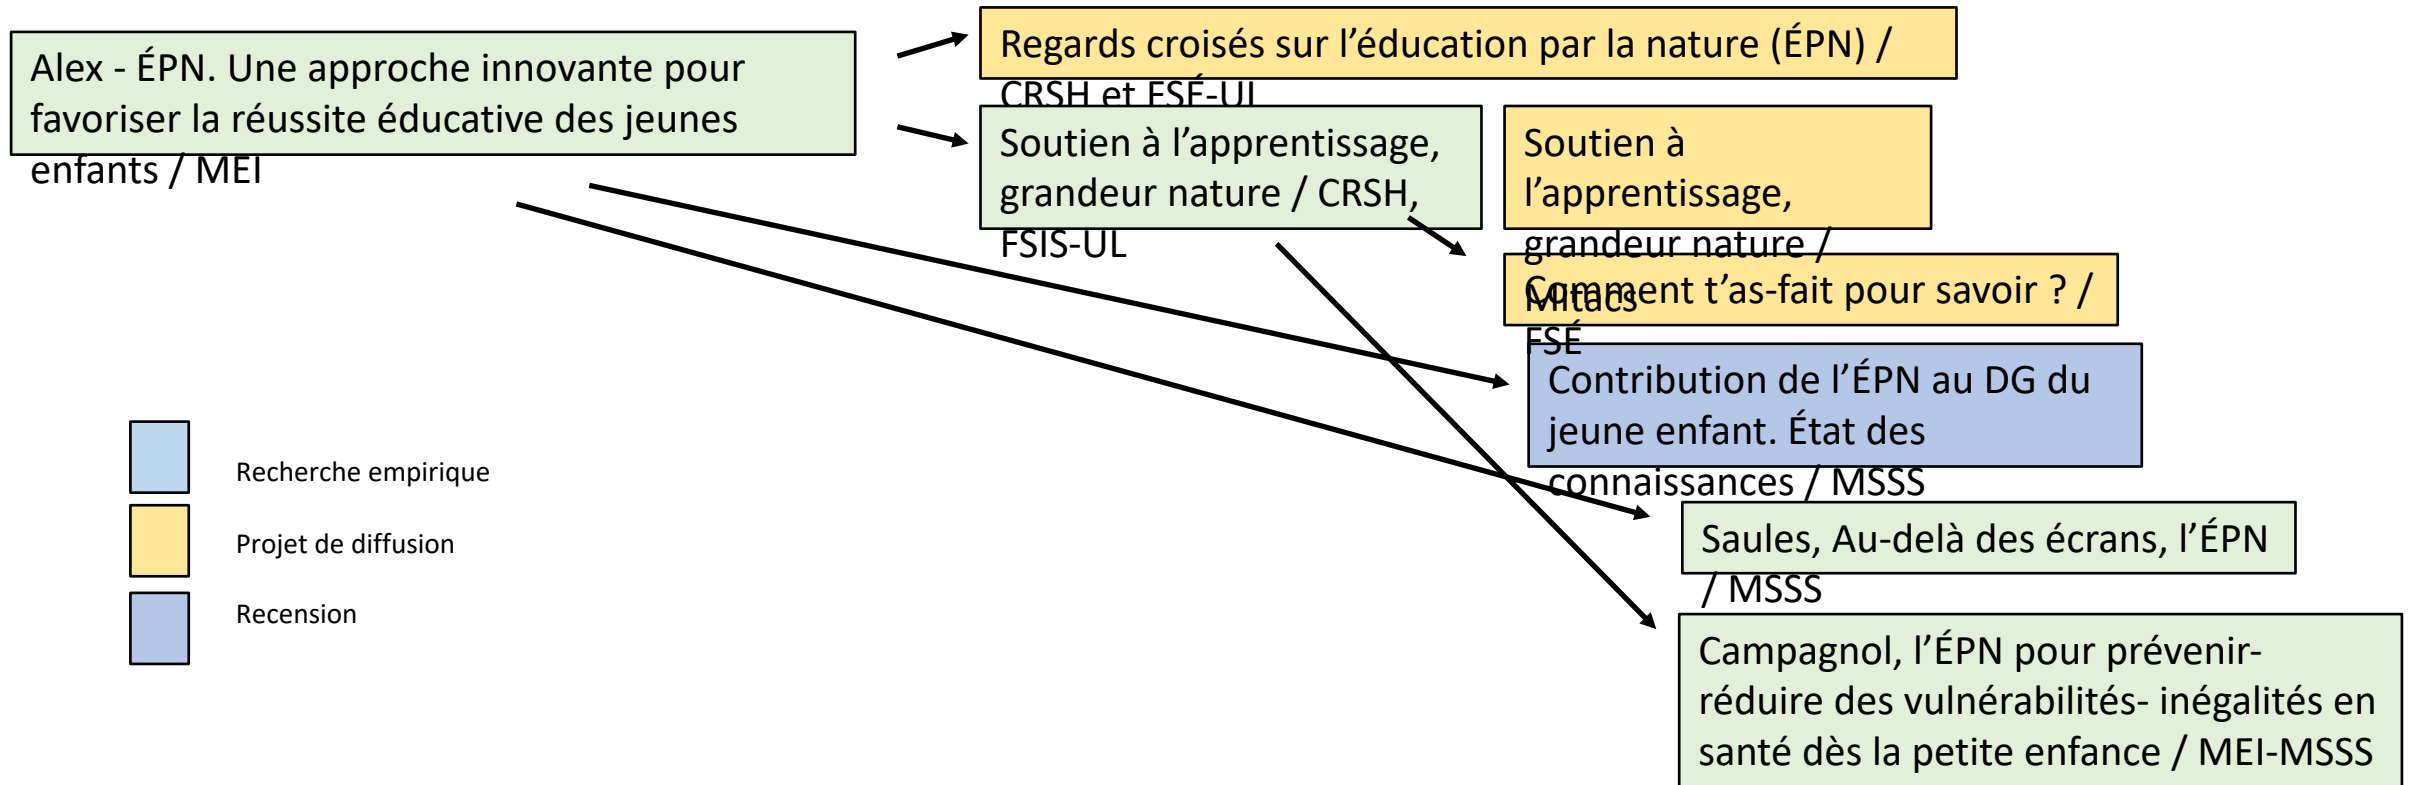 Alex - ÉPN. Une approche innovante pour
favoriser la réussite éducative des jeunes
enfants / MEI
Regards croisés sur l’éducation par la nature (ÉPN) /
CRSH et FSÉ-UL
Soutien à l’apprentissage,
grandeur nature / CRSH,
FSIS-UL
Soutien à
l’apprentissage,
grandeur nature /
Mitacs
Comment t’as-fait pour savoir ? /
FSÉ
Contribution de l’ÉPN au DG du
jeune enfant. État des
connaissances / MSSS
Saules, Au-delà des écrans, l’ÉPN
/ MSSS
Campagnol, l’ÉPN pour prévenir-
réduire des vulnérabilités- inégalités en
santé dès la petite enfance / MEI-MSSS
Recherche empirique
Projet de diffusion
Recension